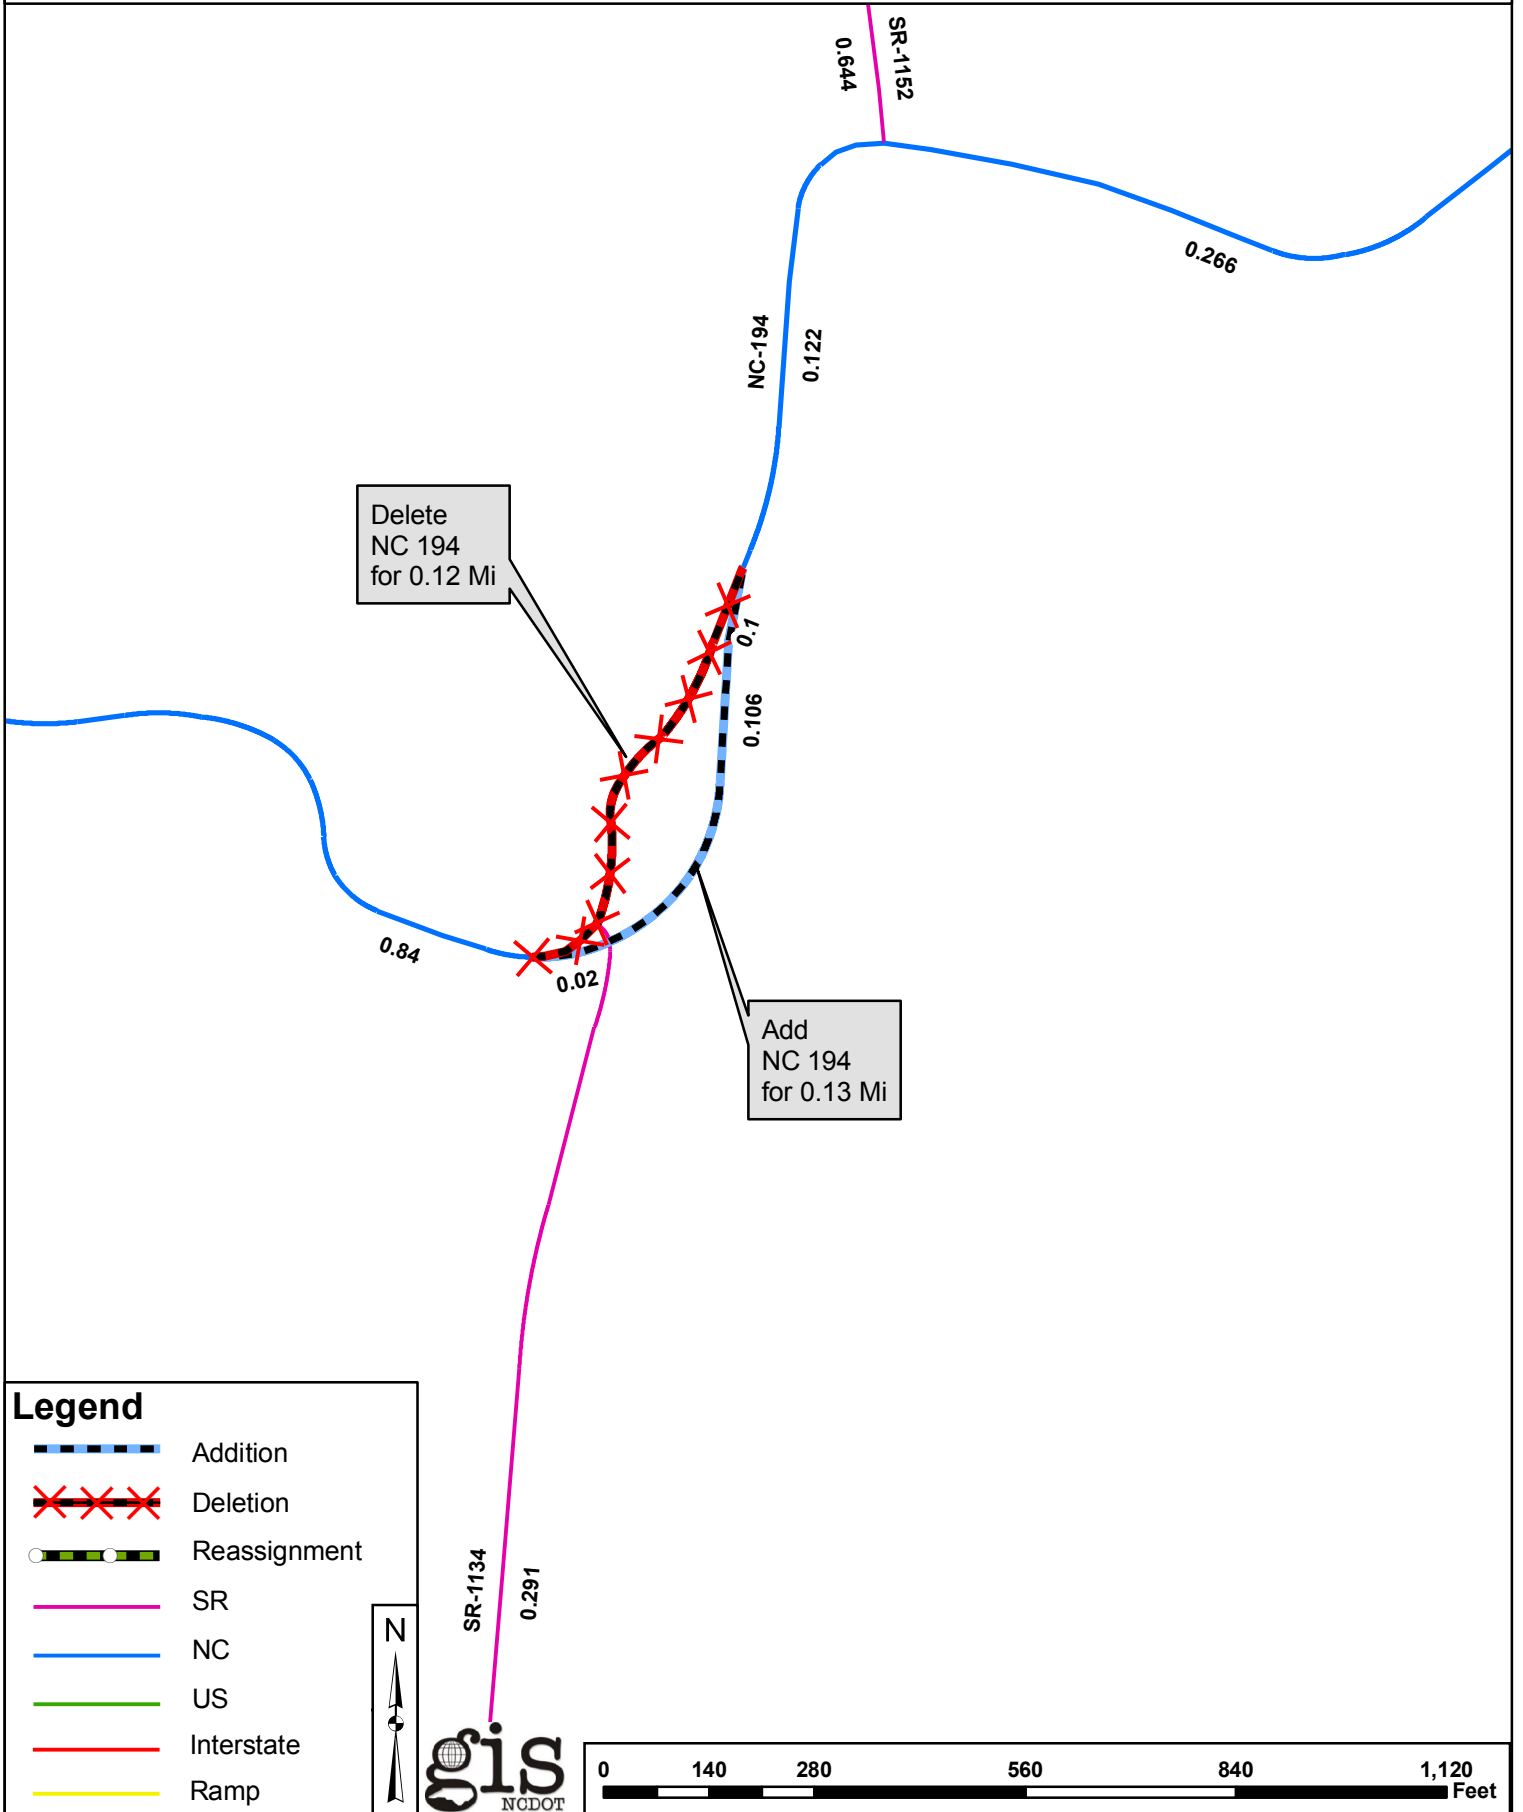 SR-1152
0.644
0.266
NC-194
0.122
Delete
NC 194
for 0.12 Mi
0.1
0.106
0.84
0.02
Add
NC 194
for 0.13 Mi
SR-1134
0.291
Legend
Addition
Deletion
Reassignment
SR
NC
US
Interstate
Ramp
N
gis
NCDOT
0 140 280 560 840 1,120
Feet